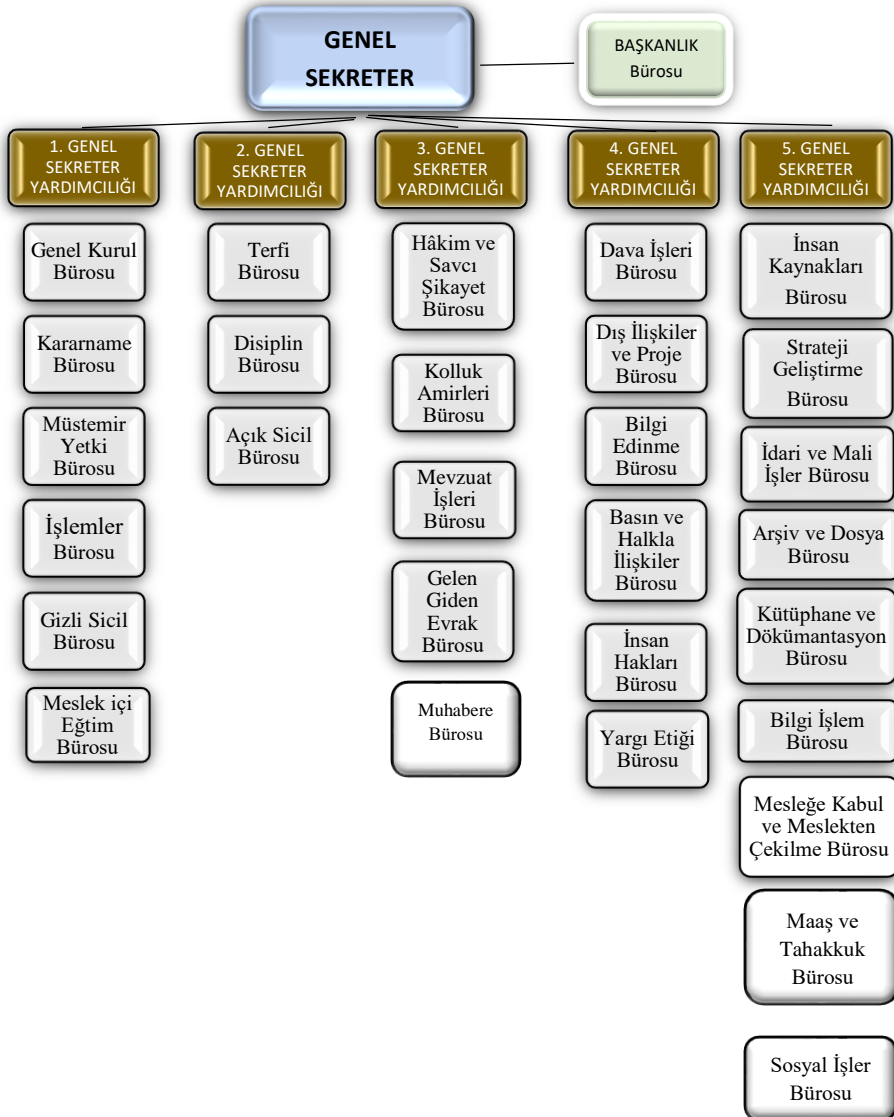 GENEL
SEKRETER
BAŞKANLIK
Bürosu
1. GENEL
SEKRETER
YARDIMCILIĞI
Genel Kurul
Bürosu
Kararname
Bürosu
Müstemir
Yetki
Bürosu
İşlemler
Bürosu
Gizli Sicil
Bürosu
Meslek içi
Eğtim
Bürosu
2. GENEL
SEKRETER
YARDIMCILIĞI
Terfi
Bürosu
Disiplin
Bürosu
Açık Sicil
Bürosu
3. GENEL
SEKRETER
YARDIMCILIĞI
Hâkim ve
Savcı
Şikayet
Bürosu
Kolluk
Amirleri
Bürosu
Mevzuat
İşleri
Bürosu
Gelen
Giden
Evrak
Bürosu
Muhabere
Bürosu
4. GENEL
SEKRETER
YARDIMCILIĞI
Dava İşleri
Bürosu
Dış İlişkiler
ve Proje
Bürosu
Bilgi
Edinme
Bürosu
Basın ve
Halkla
İlişkiler
Bürosu
İnsan
Hakları
Bürosu
Yargı Etiği
Bürosu
5. GENEL
SEKRETER
YARDIMCILIĞI
İnsan
Kaynakları
Bürosu
Strateji
Geliştirme
Bürosu
İdari ve Mali
İşler Bürosu
Arşiv ve Dosya
Bürosu
Kütüphane ve
Dökümantasyon
Bürosu
Bilgi İşlem
Bürosu
Mesleğe Kabul
ve Meslekten
Çekilme Bürosu
Maaş ve
Tahakkuk
Bürosu
Sosyal İşler
Bürosu